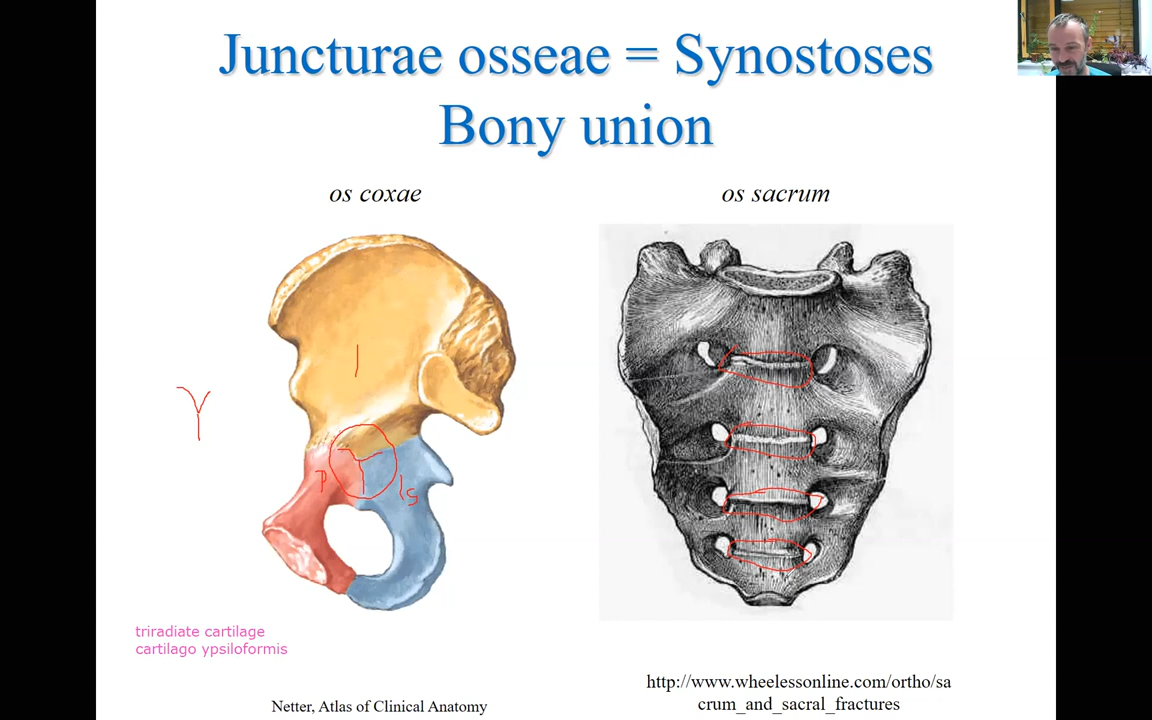 Juncturae osseae = Synostoses
Bony union
os coxae
os sacrum
I
Y
P
Is
triradiate cartilage
cartilago ypsiloformis
Netter, Atlas of Clinical Anatomy
http://www.wheelessonline.com/ortho/sa
crum_and_sacral_fractures